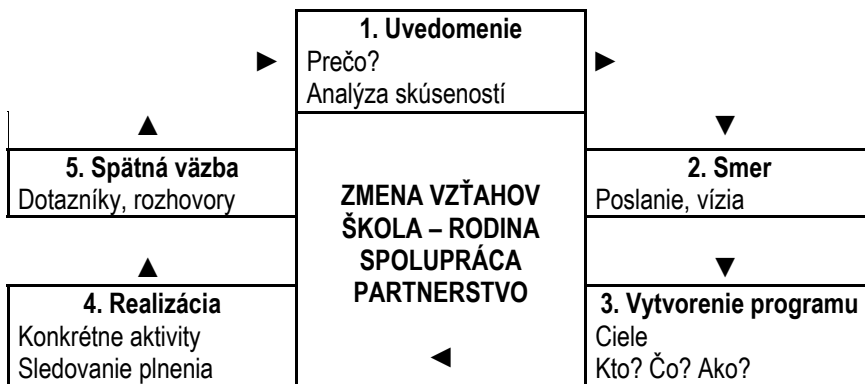 1. Uvedomenie
Prečo?
Analýza skúseností
5. Spätná väzba
Dotazníky, rozhovory
ZMENA VZŤAHOV
ŠKOLA – RODINA
SPOLUPRÁCA
PARTNERSTVO
2. Smer
Poslanie, vízia
4. Realizácia
Konkrétne aktivity
Sledovanie plnenia
3. Vytvorenie programu
Ciele
Kto? Čo? Ako?